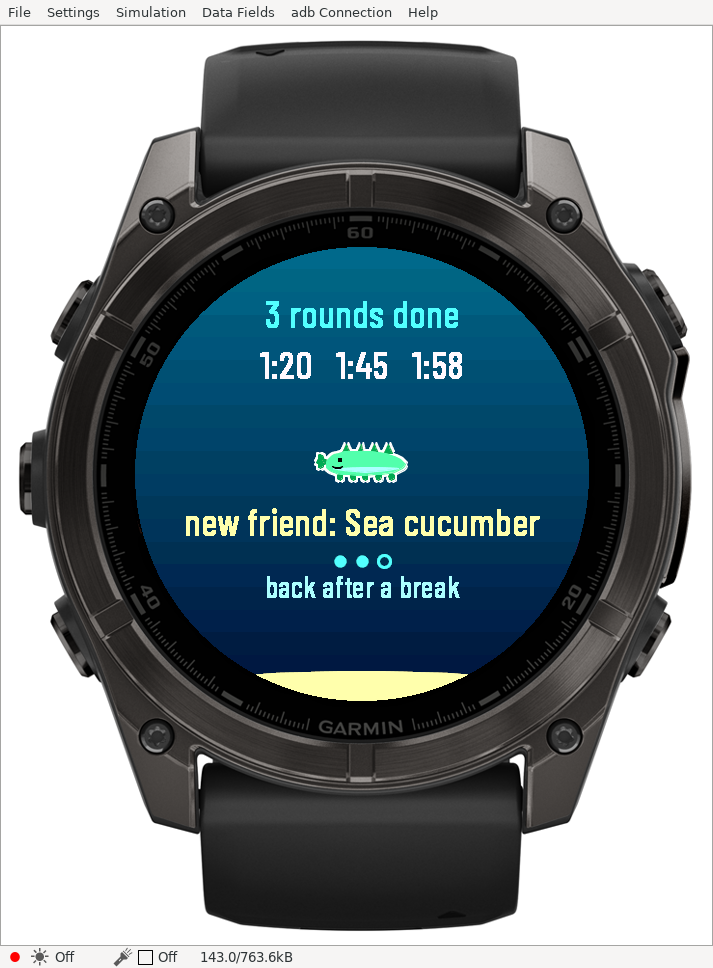 File Settings Simulation Data Fields adb Connection Help
60
50
3 rounds done
1:20 1:45 1:58
new friend: Sea cucumber
back after a break
40
20
GARMIN
Off Off 143.0/763.6kB